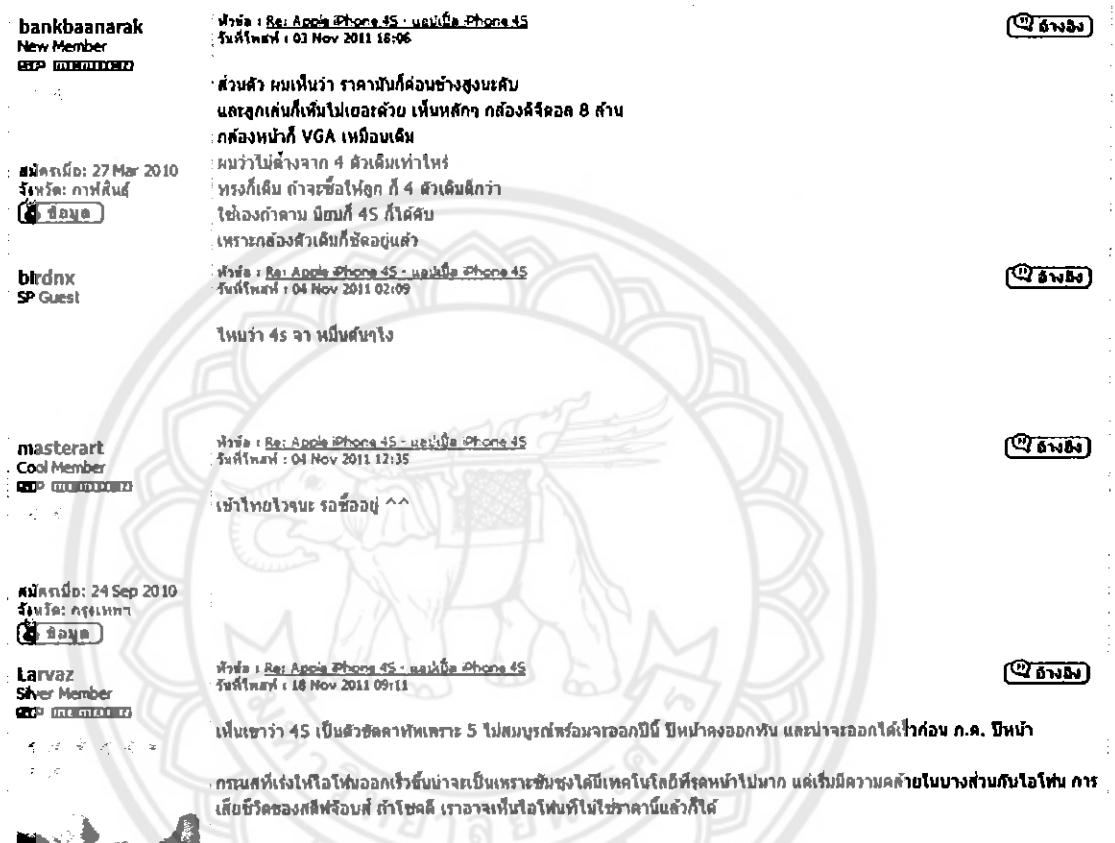 bankbaanarak
New Member
หัวข้อ : Re: Apple iPhone 4S - แอปเปิ้ล iPhone 4S
วันที่โพสท์ : 03 Nov 2011 16:06
อ้างอิง
ส่วนตัว ผมเห็นว่า ราคามันก็ค่อนข้างสูงนะคับ
และลูกเล่นก็เพิ่มไม่เยอะด้วย เห็นหลักๆ กล้องดิจิตอล 8 ล้าน
กล้องหน้าก็ VGA เหมือนเดิม
ผมว่าไม่ต้างจาก 4 ตัวเดิมเท่าไหร่
ทรงก็เดิม ถ้าจะซื้อให้ถูก ก็ 4 ตัวเดิมดีกว่า
ใช้เองถ้าตาม นิยมก็ 4S ก็ได้คับ
เพราะกล้องตัวเดิมก็ชัดอยู่แล้ว
สมัครเมื่อ: 27 Mar 2010
จังหวัด: กาฬสินธุ์
ข้อมูล
birdnx
SP Guest
หัวข้อ : Re: Apple iPhone 4S - แอปเปิ้ล iPhone 4S
วันที่โพสท์ : 04 Nov 2011 02:09
อ้างอิง
ไหนว่า 4s จา หมื่นต้นๆไง
masterart
Cool Member
หัวข้อ : Re: Apple iPhone 4S - แอปเปิ้ล iPhone 4S
วันที่โพสท์ : 04 Nov 2011 12:35
อ้างอิง
เข้าไทยไวๆนะ รอซื้ออยู่ ^^
สมัครเมื่อ: 24 Sep 2010
จังหวัด: กรุงเทพฯ
ข้อมูล
Larvaz
Silver Member
หัวข้อ : Re: Apple iPhone 4S - แอปเปิ้ล iPhone 4S
วันที่โพสท์ : 18 Nov 2011 09:11
อ้างอิง
เห็นเขาว่า 4S เป็นตัวขัดตาทัพเพราะ 5 ไม่สมบูรณ์พร้อมจะออกปีนี้ ปีหน้าคงออกทัน และน่าจะออกได้เร็วก่อน ก.ค. ปีหน้า
กระแสที่เร่งให้ไอโฟนออกเร็วขึ้นน่าจะเป็นเพราะซัมซุงได้มีเทคโนโลยีที่รุดหน้าไปมาก แต่เริ่มมีความคล้ายในบางส่วนกับไอโฟน การ
เสียชีวิตของสตีฟจ๊อบส์ ถ้าโชคดี เราอาจเห็นไอโฟนที่ไม่ใช่ราคานี้แล้วก็ได้